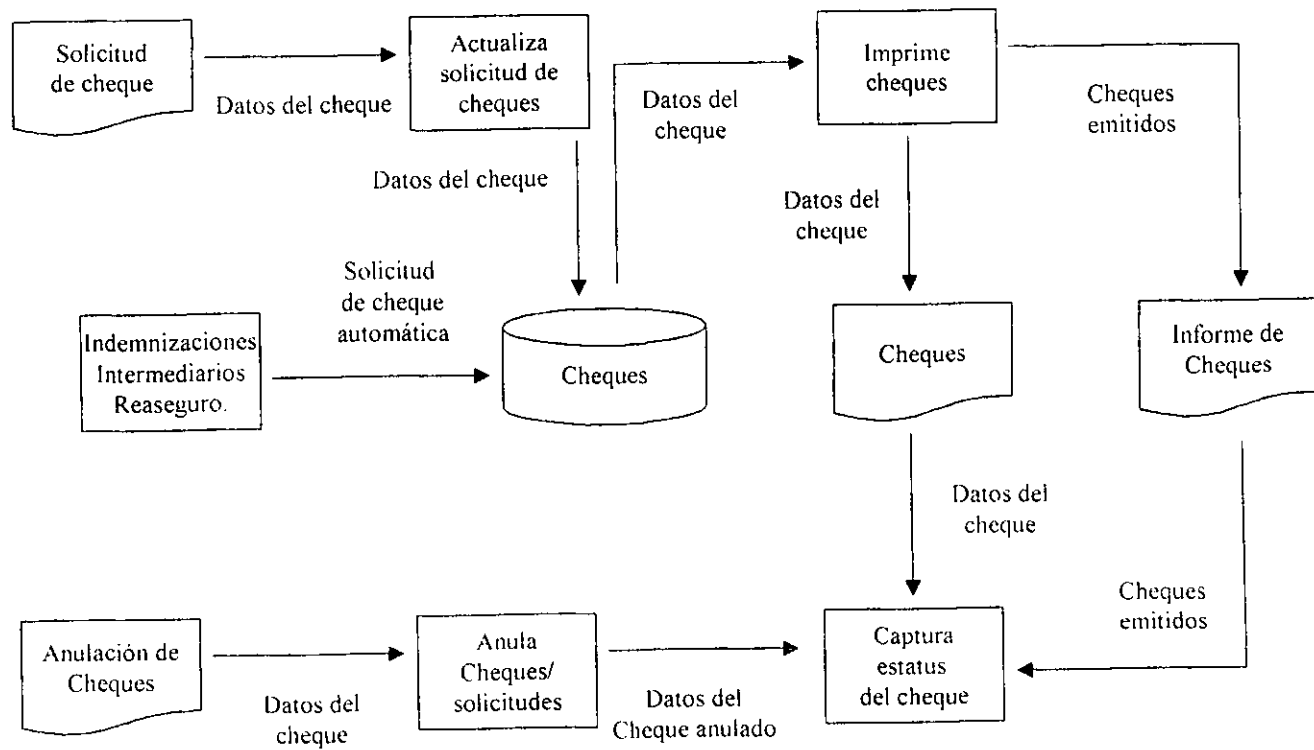 Solicitud
de cheque
Datos del cheque
Actualiza
solicitud de
cheques
Datos del cheque
Datos del
cheque
Imprime
cheques
Cheques
emitidos
Datos del
cheque
Solicitud
de cheque
automática
Indemnizaciones
Intermediarios
Reaseguro.
Cheques
Cheques
Informe de
Cheques
Datos del
cheque
Cheques
emitidos
Anulación de
Cheques
Datos del
cheque
Anula
Cheques/
solicitudes
Datos del
Cheque anulado
Captura
estatus
del cheque